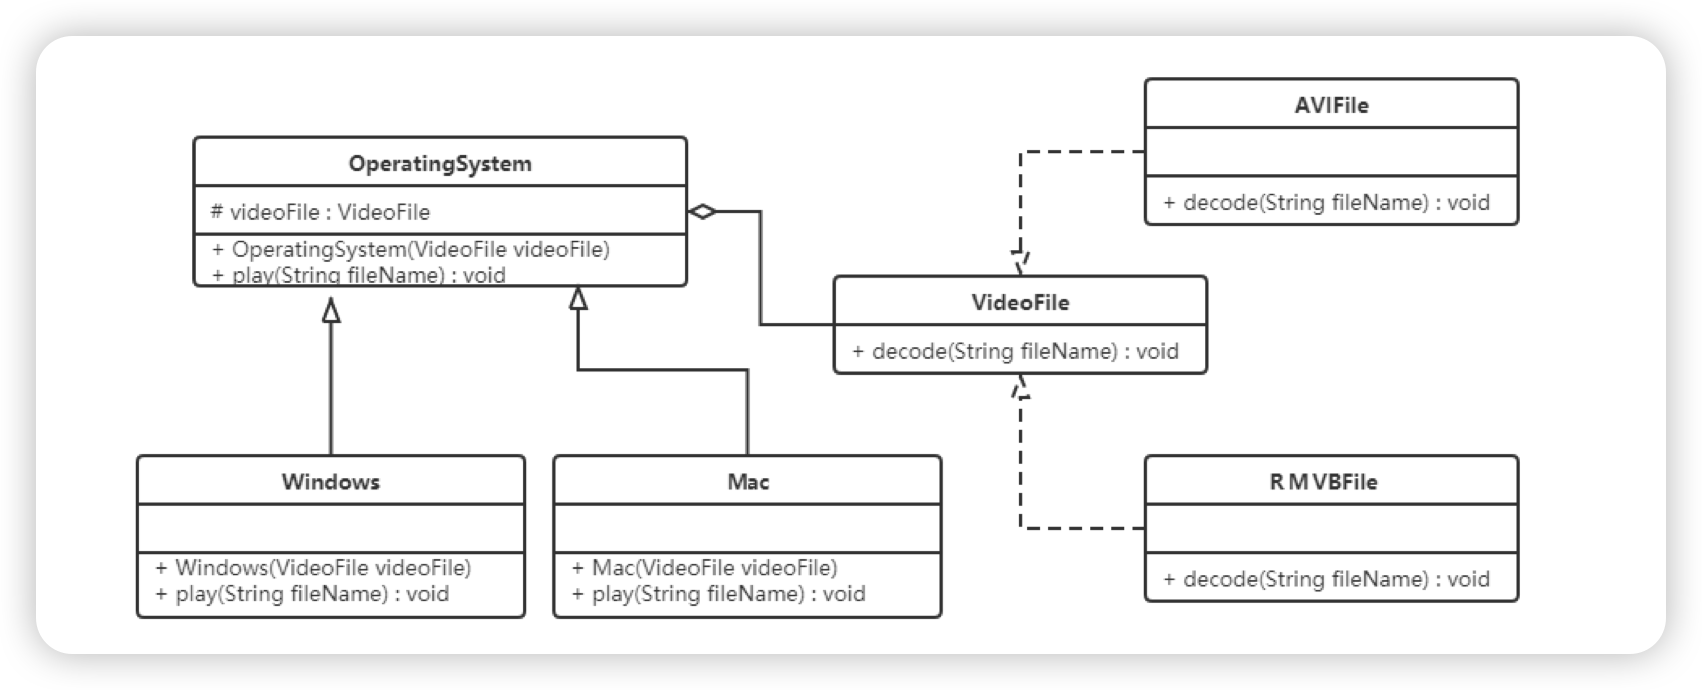 OperatingSystem
# videoFile : VideoFile
+ OperatingSystem(VideoFile videoFile)
+ play(String fileName) : void
AVIFile
+ decode(String fileName) : void
VideoFile
+ decode(String fileName) : void
Windows
+ Windows(VideoFile videoFile)
+ play(String fileName) : void
Mac
+ Mac(VideoFile videoFile)
+ play(String fileName) : void
RMVBFile
+ decode(String fileName) : void